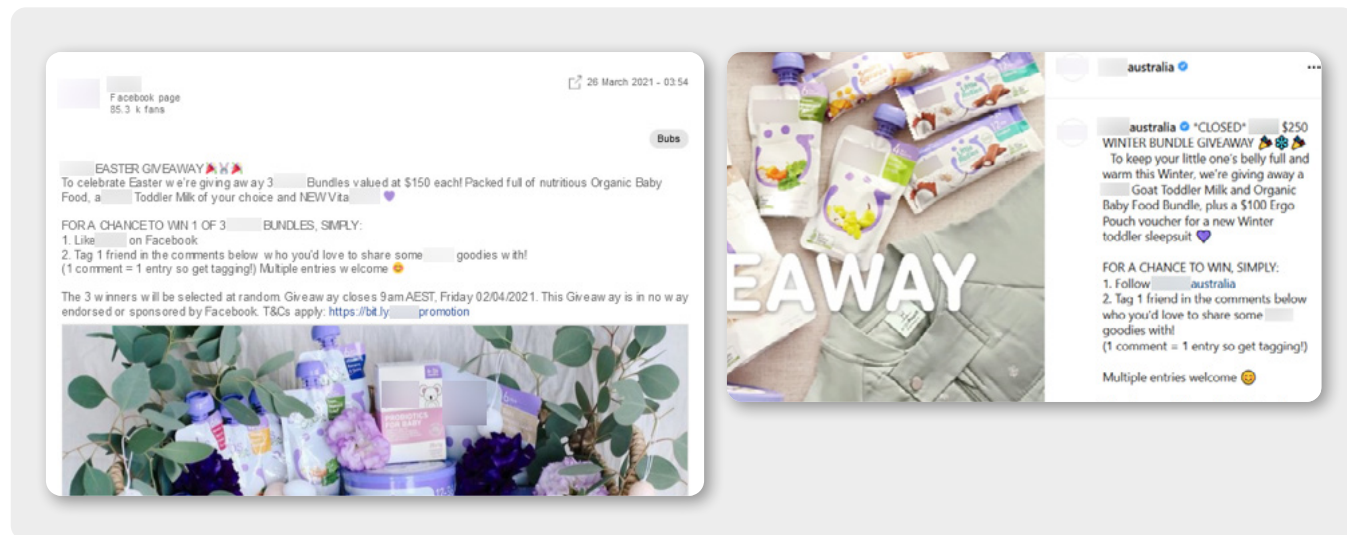 Facebook page
85.3 k fans
26 March 2021 - 03:54
Bubs
EASTER GIVEAWAY🎉🐰🎉
To celebrate Easter we're giving away 3 Bundles valued at $150 each! Packed full of nutritious Organic Baby
Food, a Toddler Milk of your choice and NEW Vita 💜
FOR A CHANCE TO WIN 1 OF 3 BUNDLES, SIMPLY:
1. Like on Facebook
2. Tag 1 friend in the comments below who you'd love to share some goodies with!
(1 comment = 1 entry so get tagging!) Multiple entries welcome 😊
The 3 winners will be selected at random. Giveaway closes 9am AEST, Friday 02/04/2021. This Giveaway is in no way
endorsed or sponsored by Facebook. T&Cs apply: https://bit.ly promotion
PROBIOTICS
FOR BABY
EAWAY
australia
australia *CLOSED* $250
WINTER BUNDLE GIVEAWAY 🎉❄️🎉
To keep your little one's belly full and
warm this Winter, we're giving away a
Goat Toddler Milk and Organic
Baby Food Bundle, plus a $100 Ergo
Pouch voucher for a new Winter
toddler sleepsuit 💜
FOR A CHANCE TO WIN, SIMPLY:
1. Follow australia
2. Tag 1 friend in the comments below
who you'd love to share some
goodies with!
(1 comment = 1 entry so get tagging!)
Multiple entries welcome 😊